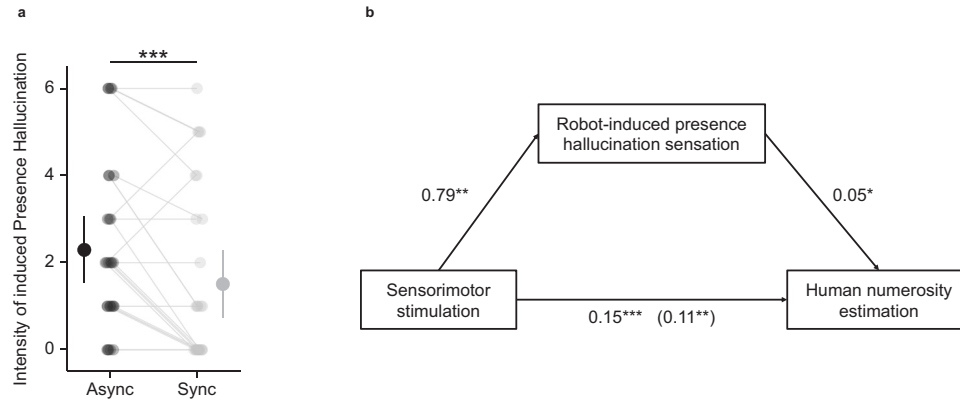 a
***
Intensity of induced Presence Hallucination
6
4
2
0
Async
Sync
b
Robot-induced presence
hallucination sensation
0.79**
0.05*
Sensorimotor
stimulation
0.15*** (0.11**)
Human numerosity
estimation